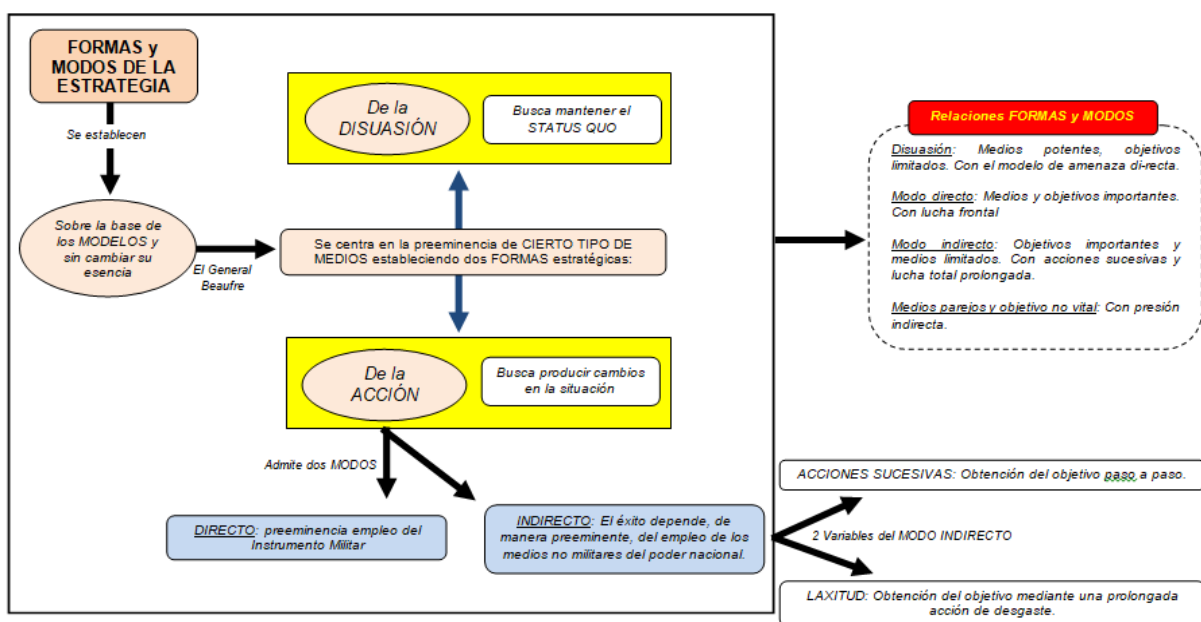 FORMAS y
MODOS DE LA
ESTRATEGIA
Se establecen
Sobre la base de
los MODELOS y
sin cambiar su
esencia
El General
Beaufre
De la
DISUASIÓN
Busca mantener el
STATUS QUO
Se centra en la preeminencia de CIERTO TIPO DE
MEDIOS estableciendo dos FORMAS estratégicas:
De la
ACCIÓN
Busca producir cambios
en la situación
Admite dos MODOS
DIRECTO: preeminencia empleo del
Instrumento Militar
INDIRECTO: El éxito depende, de
manera preeminente, del empleo de los
medios no militares del poder nacional.
Relaciones FORMAS y MODOS
Disuasión: Medios potentes, objetivos
limitados. Con el modelo de amenaza di-recta.
Modo directo: Medios y objetivos importantes.
Con lucha frontal
Modo indirecto: Objetivos importantes y
medios limitados. Con acciones sucesivas y
lucha total prolongada.
Medios parejos y objetivo no vital: Con presión
indirecta.
ACCIONES SUCESIVAS: Obtención del objetivo paso a paso.
2 Variables del MODO INDIRECTO
LAXITUD: Obtención del objetivo mediante una prolongada
acción de desgaste.